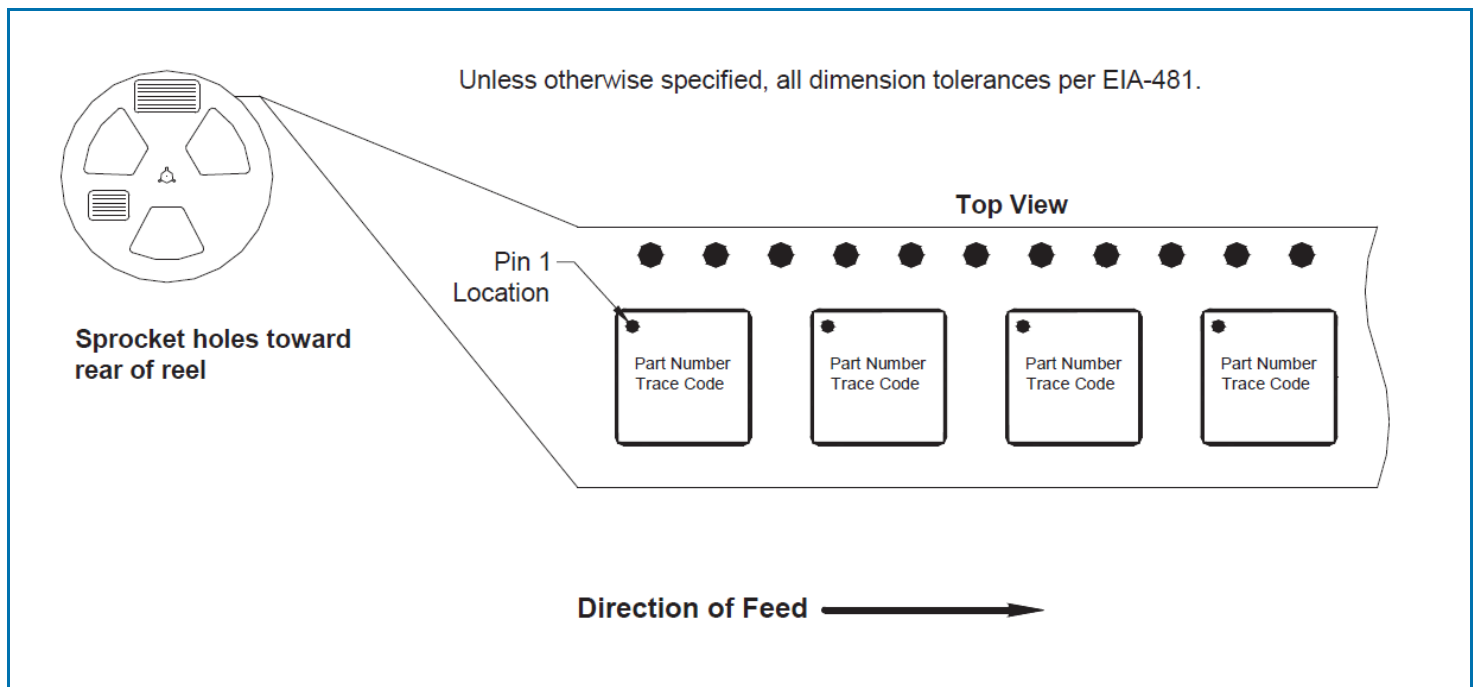 Unless otherwise specified, all dimension tolerances per EIA-481.
Top View
Pin 1
Location
Sprocket holes toward
rear of reel
Part Number
Trace Code
Part Number
Trace Code
Part Number
Trace Code
Part Number
Trace Code
Direction of Feed